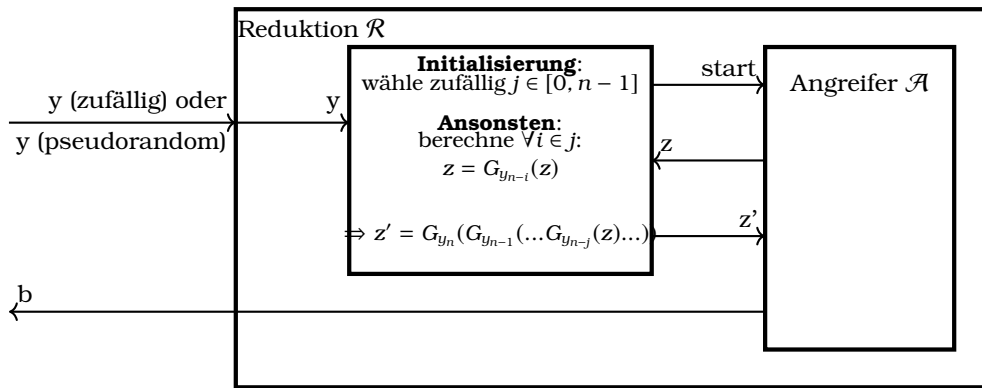 Reduktion ℛ
Initialisierung:
wähle zufällig j ∈ [0, n − 1]
start
Angreifer 𝒜
y (zufällig) oder
y
y (pseudorandom)
Ansonsten:
berechne ∀i ∈ j:
z
z = G_{y_{n−i}}(z)
⇒ z′ = G_{y_n}(G_{y_{n−1}}(...G_{y_{n−j}}(z)...))
z'
b